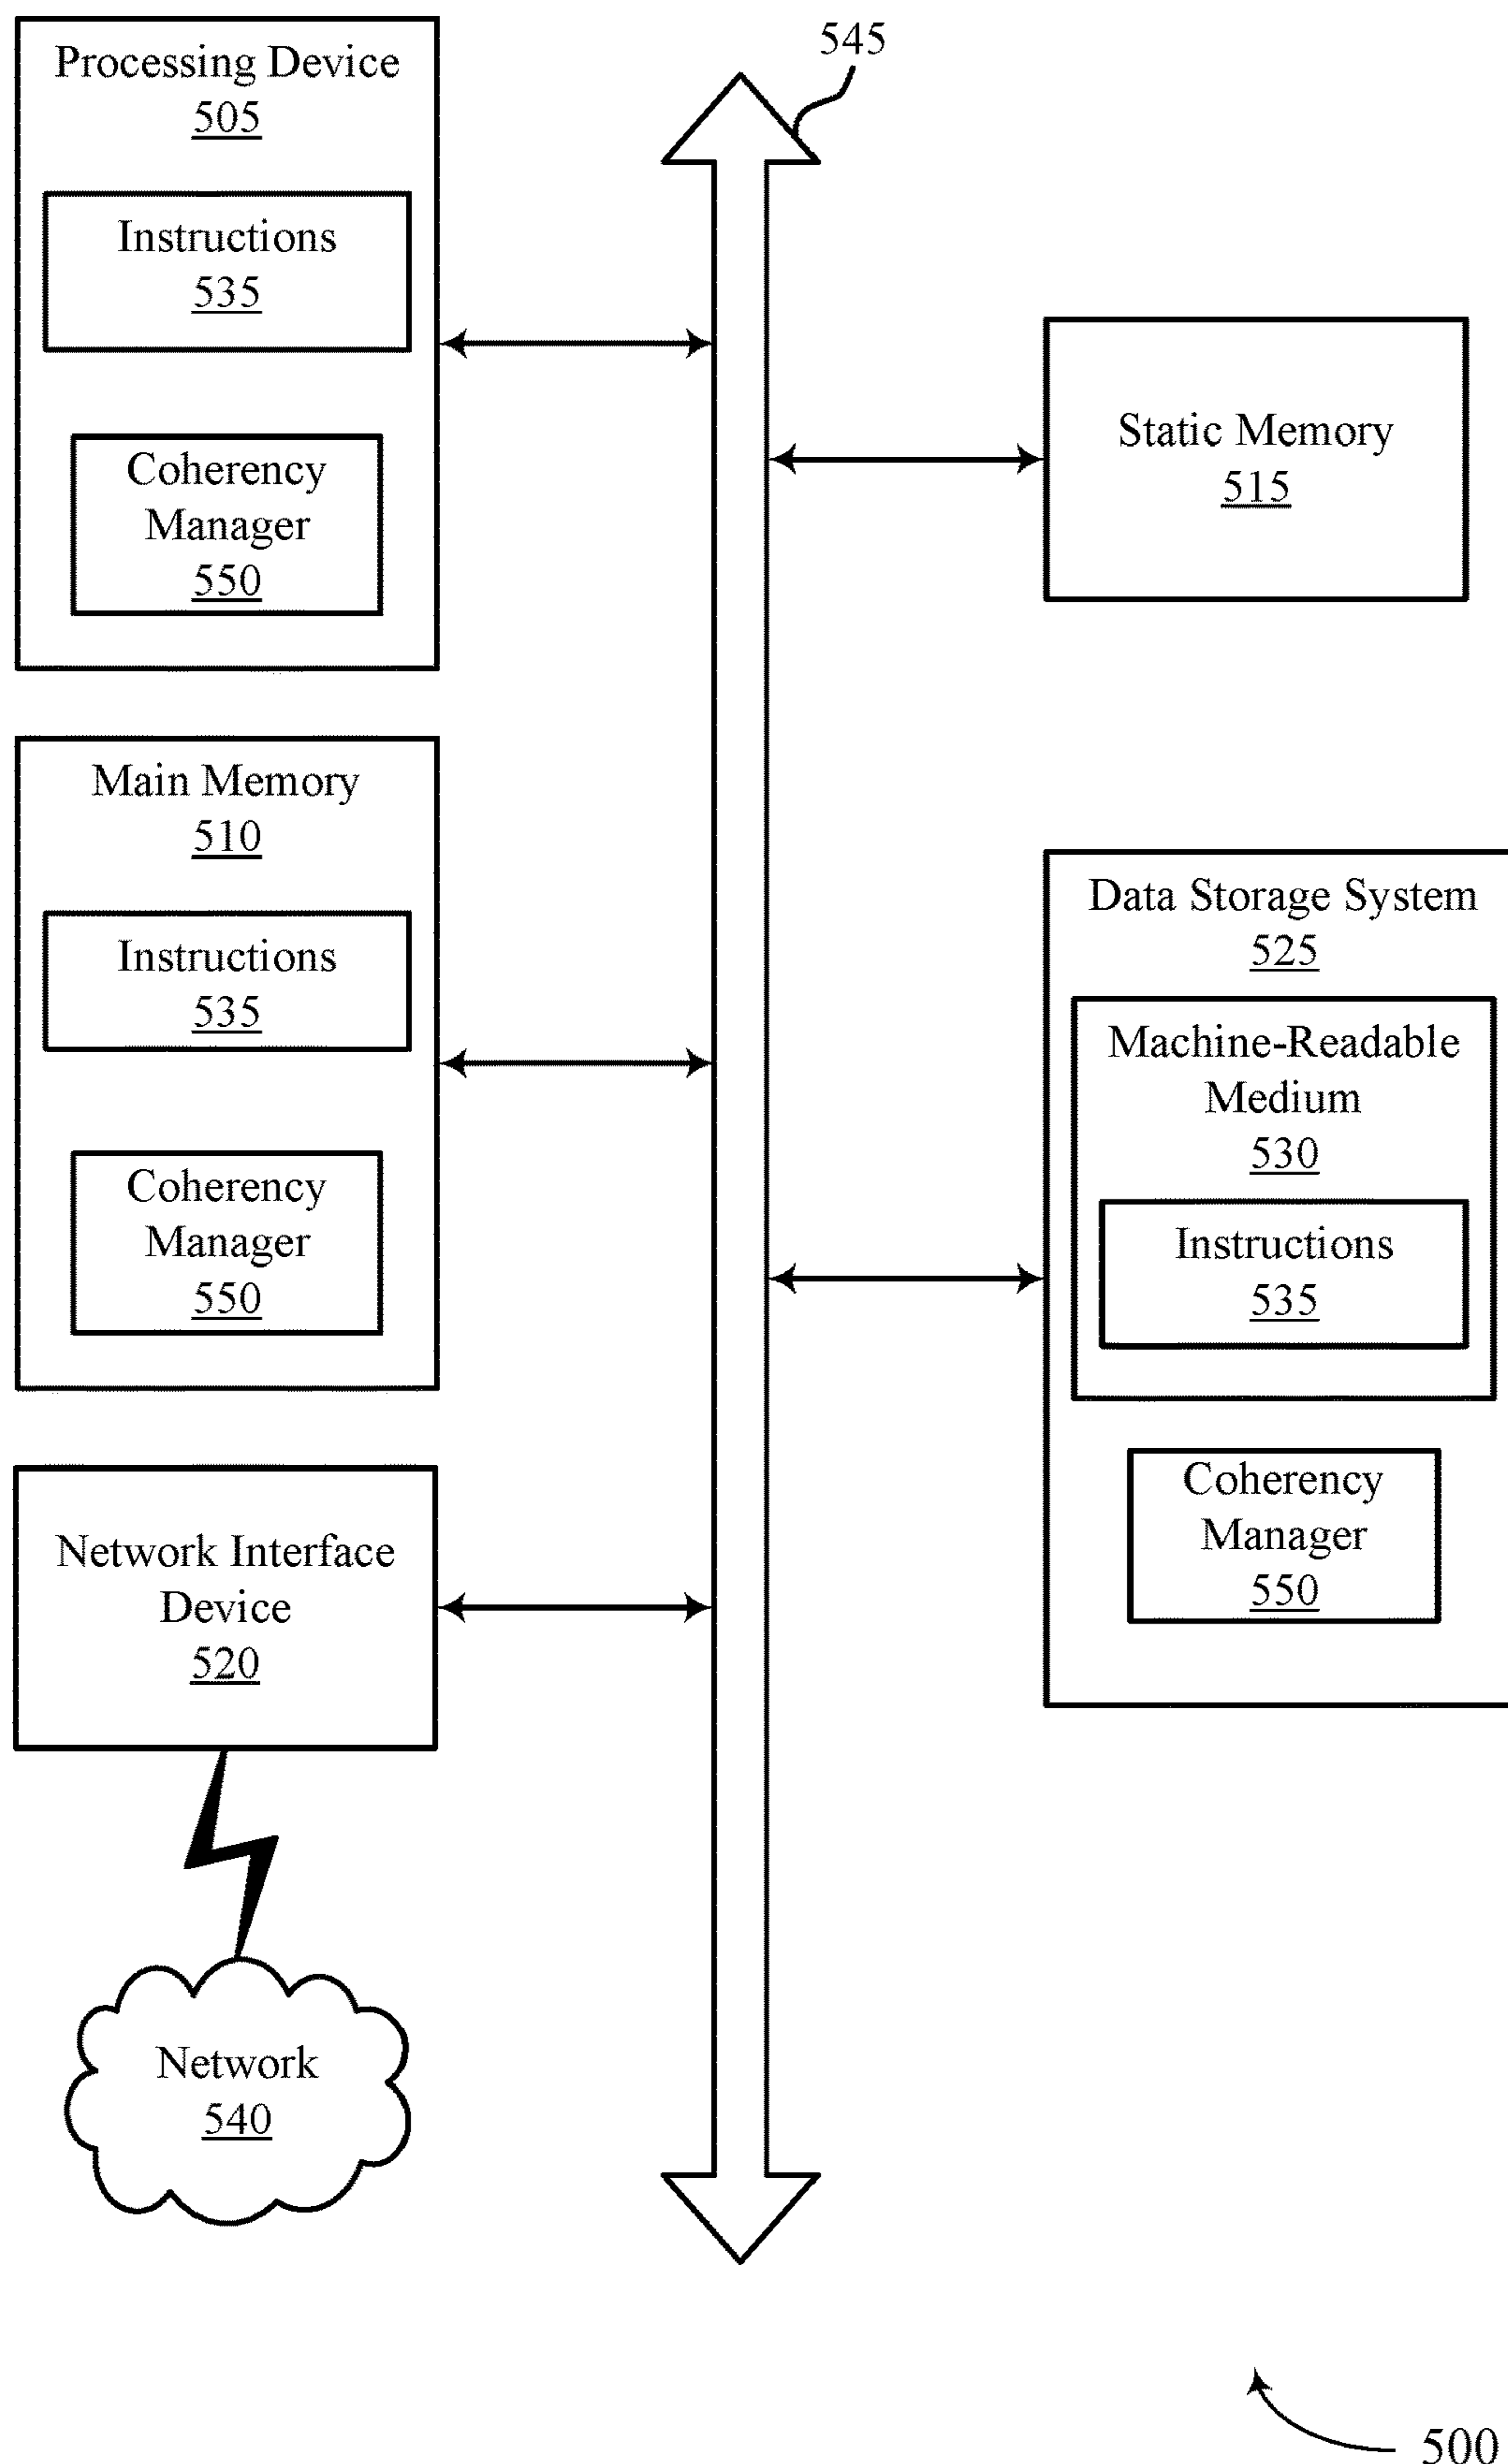 545
Processing Device
505
Instructions
535
Coherency
Manager
550
Static Memory
515
Main Memory
510
Instructions
535
Coherency
Manager
550
Data Storage System
525
Machine-Readable
Medium
530
Instructions
535
Coherency
Manager
550
Network Interface
Device
520
Network
540
500